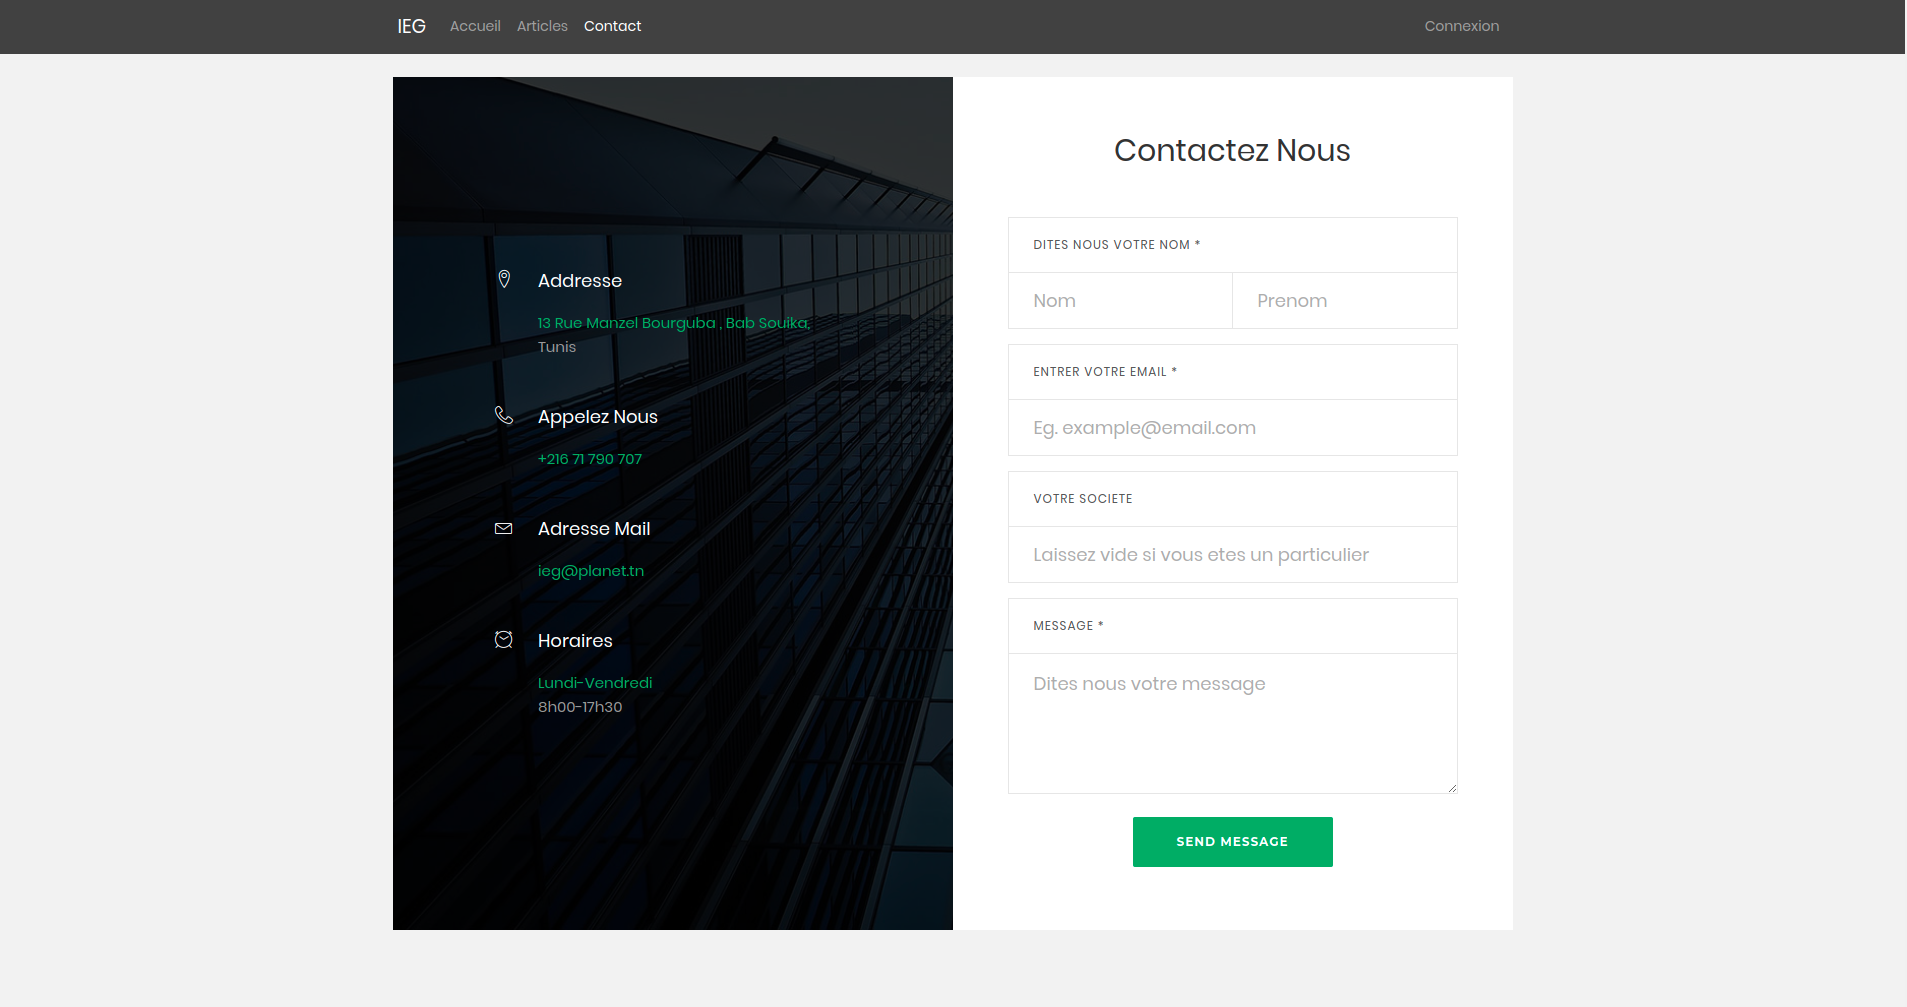 IEG Accueil Articles Contact Connexion
Addresse
13 Rue Manzel Bourguba , Bab Souika,
Tunis
Appelez Nous
+216 71 790 707
Adresse Mail
ieg@planet.tn
Horaires
Lundi-Vendredi
8h00-17h30
Contactez Nous
DITES NOUS VOTRE NOM *
Nom Prenom
ENTRER VOTRE EMAIL *
Eg. example@email.com
VOTRE SOCIETE
Laissez vide si vous etes un particulier
MESSAGE *
Dites nous votre message
SEND MESSAGE